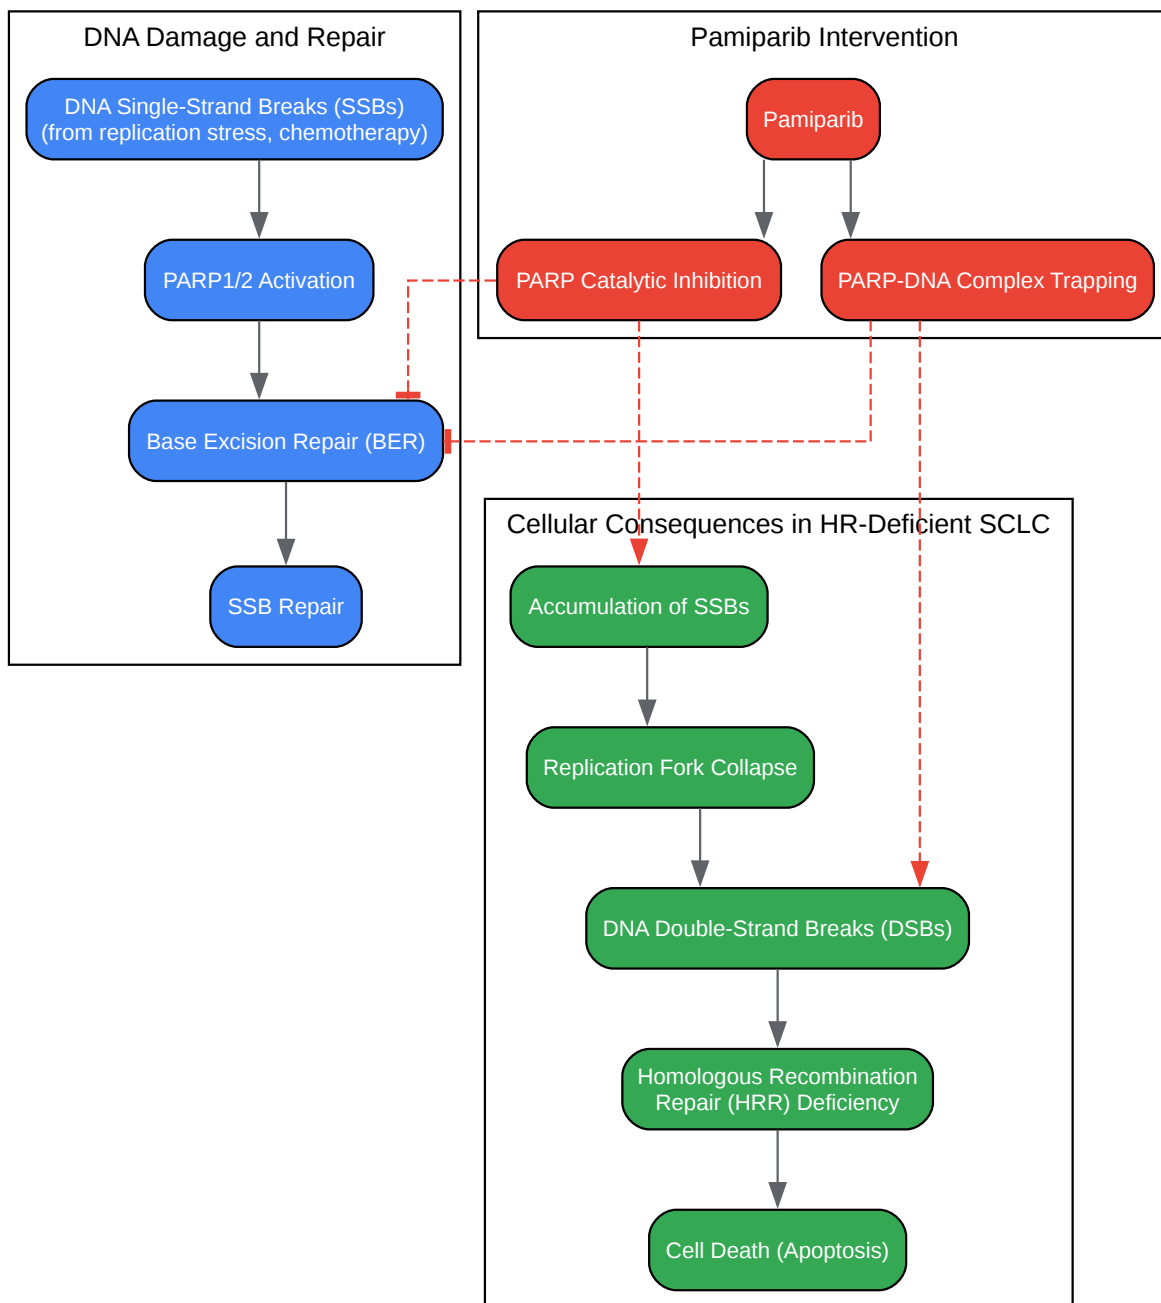 DNA Damage and Repair
DNA Single-Strand Breaks (SSBs)
(from replication stress, chemotherapy)
PARP1/2 Activation
Base Excision Repair (BER)
SSB Repair
Pamiparib Intervention
Pamiparib
PARP Catalytic Inhibition
PARP-DNA Complex Trapping
Cellular Consequences in HR-Deficient SCLC
Accumulation of SSBs
Replication Fork Collapse
DNA Double-Strand Breaks (DSBs)
Homologous Recombination
Repair (HRR) Deficiency
Cell Death (Apoptosis)